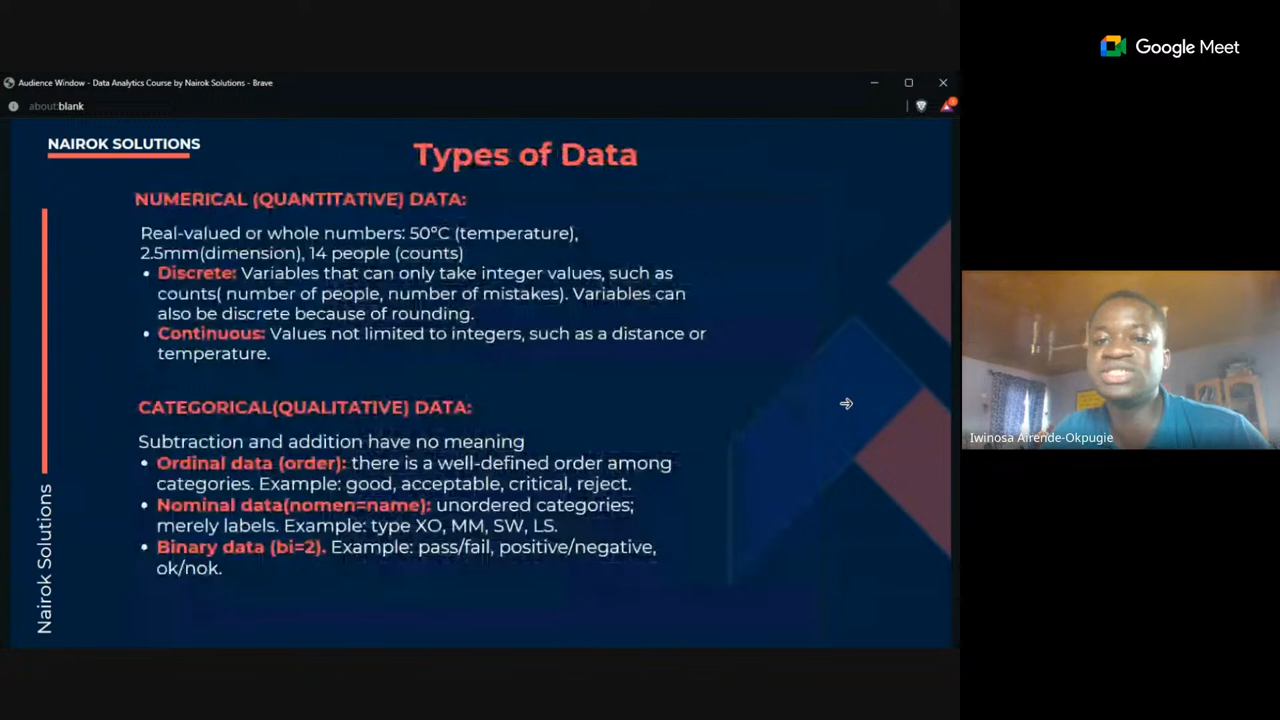 Google Meet
Audience Window - Data Analytics Course by Nairok Solutions - Brave
about:blank
NAIROK SOLUTIONS
Types of Data
NUMERICAL (QUANTITATIVE) DATA:
Real-valued or whole numbers: 50°C (temperature),
2.5mm(dimension), 14 people (counts)
• Discrete: Variables that can only take integer values, such as
counts( number of people, number of mistakes). Variables can
also be discrete because of rounding.
• Continuous: Values not limited to integers, such as a distance or
temperature.
CATEGORICAL(QUALITATIVE) DATA:
Subtraction and addition have no meaning
• Ordinal data (order): there is a well-defined order among
categories. Example: good, acceptable, critical, reject.
• Nominal data(nomen=name): unordered categories;
merely labels. Example: type XO, MM, SW, LS.
• Binary data (bi=2). Example: pass/fail, positive/negative,
ok/nok.
Nairok Solutions
Iwinosa Airende-Okpugie